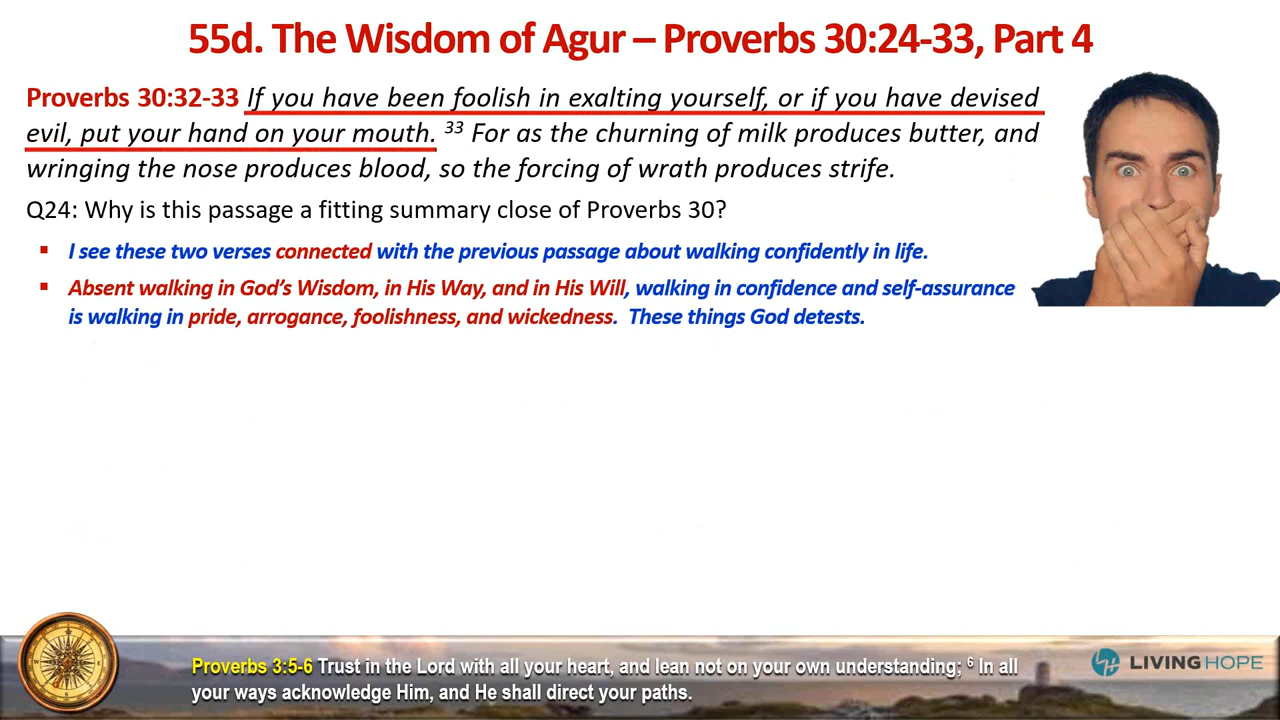 55d. The Wisdom of Agur – Proverbs 30:24-33, Part 4
Proverbs 30:32-33 If you have been foolish in exalting yourself, or if you have devised
evil, put your hand on your mouth. 33 For as the churning of milk produces butter, and
wringing the nose produces blood, so the forcing of wrath produces strife.
Q24: Why is this passage a fitting summary close of Proverbs 30?
▪ I see these two verses connected with the previous passage about walking confidently in life.
▪ Absent walking in God's Wisdom, in His Way, and in His Will, walking in confidence and self-assurance
is walking in pride, arrogance, foolishness, and wickedness. These things God detests.
Proverbs 3:5-6 Trust in the Lord with all your heart, and lean not on your own understanding; 6 In all
your ways acknowledge Him, and He shall direct your paths.
LIVING HOPE